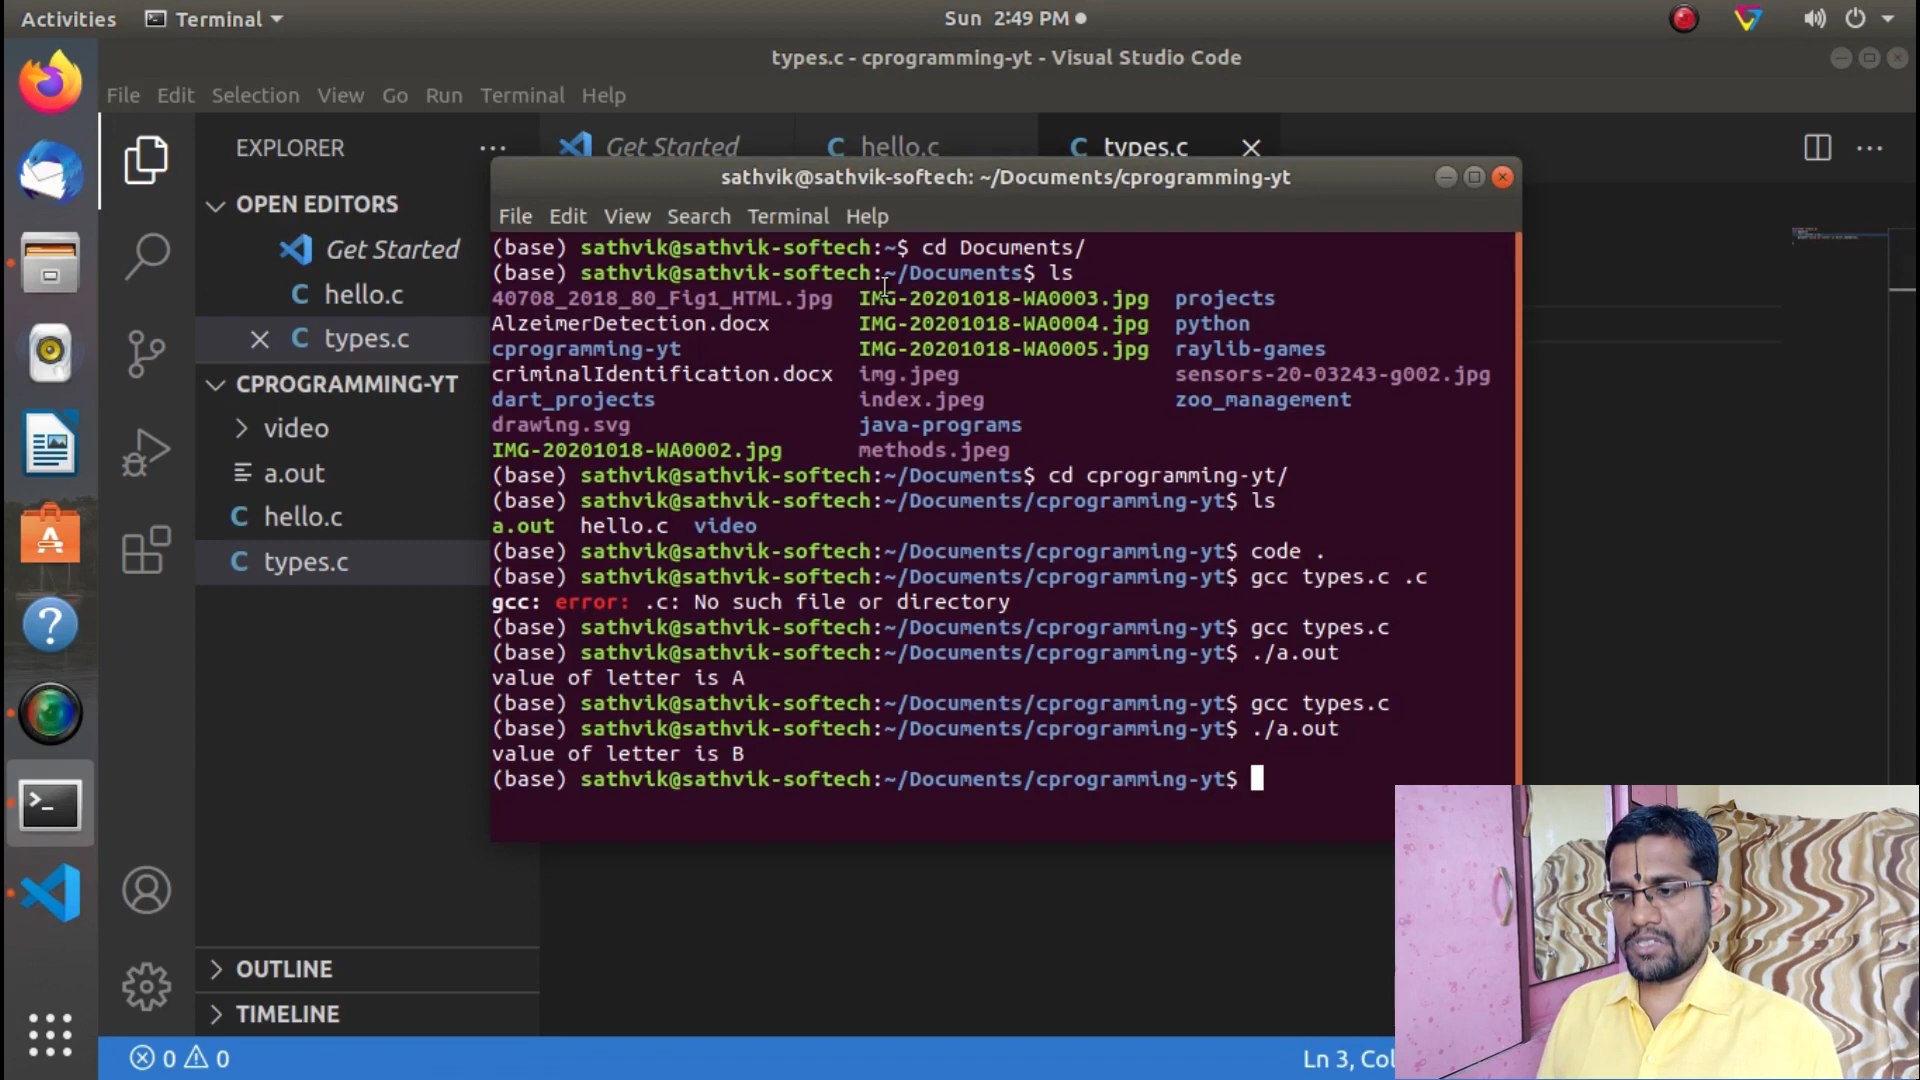 Activities Terminal Sun 2:49 PM
types.c - cprogramming-yt - Visual Studio Code
File Edit Selection View Go Run Terminal Help
EXPLORER
Get Started hello.c types.c
OPEN EDITORS
Get Started
hello.c
types.c
CPROGRAMMING-YT
video
a.out
hello.c
types.c
OUTLINE
TIMELINE
sathvik@sathvik-softech: ~/Documents/cprogramming-yt
File Edit View Search Terminal Help
(base) sathvik@sathvik-softech:~$ cd Documents/
(base) sathvik@sathvik-softech:~/Documents$ ls
40708_2018_80_Fig1_HTML.jpg IMG-20201018-WA0003.jpg projects
AlzeimerDetection.docx IMG-20201018-WA0004.jpg python
cprogramming-yt IMG-20201018-WA0005.jpg raylib-games
criminalIdentification.docx img.jpeg sensors-20-03243-g002.jpg
dart_projects index.jpeg zoo_management
drawing.svg java-programs
IMG-20201018-WA0002.jpg methods.jpeg
(base) sathvik@sathvik-softech:~/Documents$ cd cprogramming-yt/
(base) sathvik@sathvik-softech:~/Documents/cprogramming-yt$ ls
a.out hello.c video
(base) sathvik@sathvik-softech:~/Documents/cprogramming-yt$ code .
(base) sathvik@sathvik-softech:~/Documents/cprogramming-yt$ gcc types.c .c
gcc: error: .c: No such file or directory
(base) sathvik@sathvik-softech:~/Documents/cprogramming-yt$ gcc types.c
(base) sathvik@sathvik-softech:~/Documents/cprogramming-yt$ ./a.out
value of letter is A
(base) sathvik@sathvik-softech:~/Documents/cprogramming-yt$ gcc types.c
(base) sathvik@sathvik-softech:~/Documents/cprogramming-yt$ ./a.out
value of letter is B
(base) sathvik@sathvik-softech:~/Documents/cprogramming-yt$
0 0 Ln 3, Col